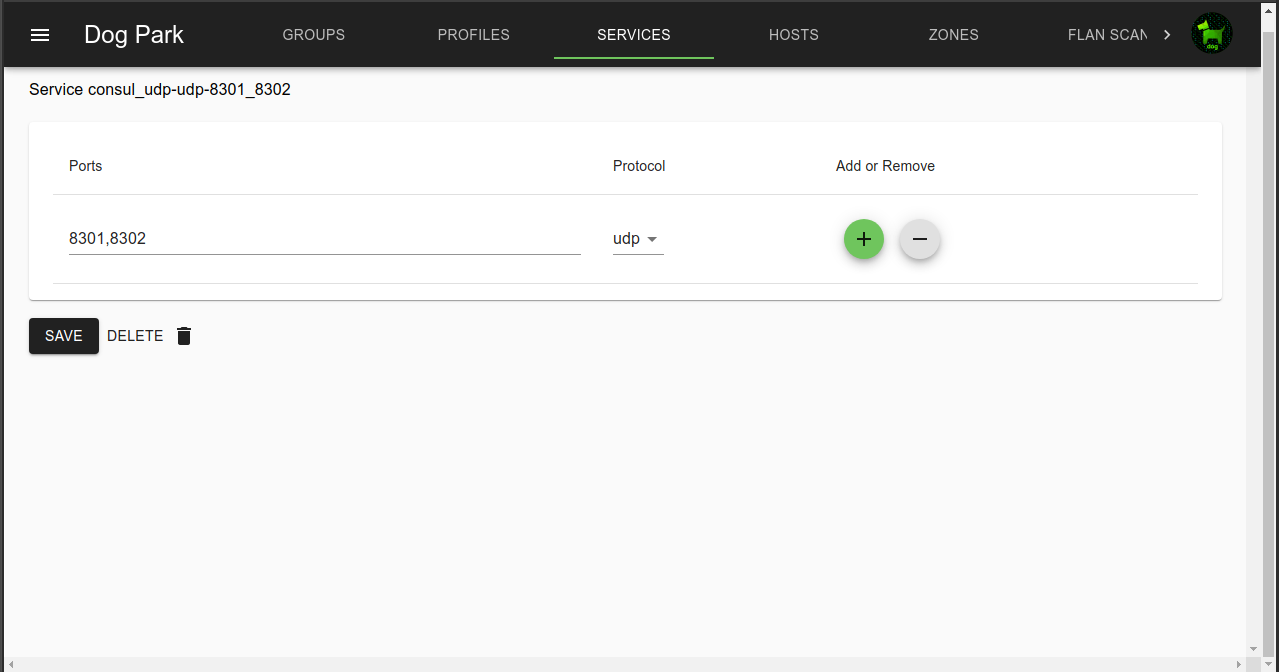 Dog Park GROUPS PROFILES SERVICES HOSTS ZONES FLAN SCAN dog
Service consul_udp-udp-8301_8302
Ports Protocol Add or Remove
8301,8302 udp
SAVE DELETE